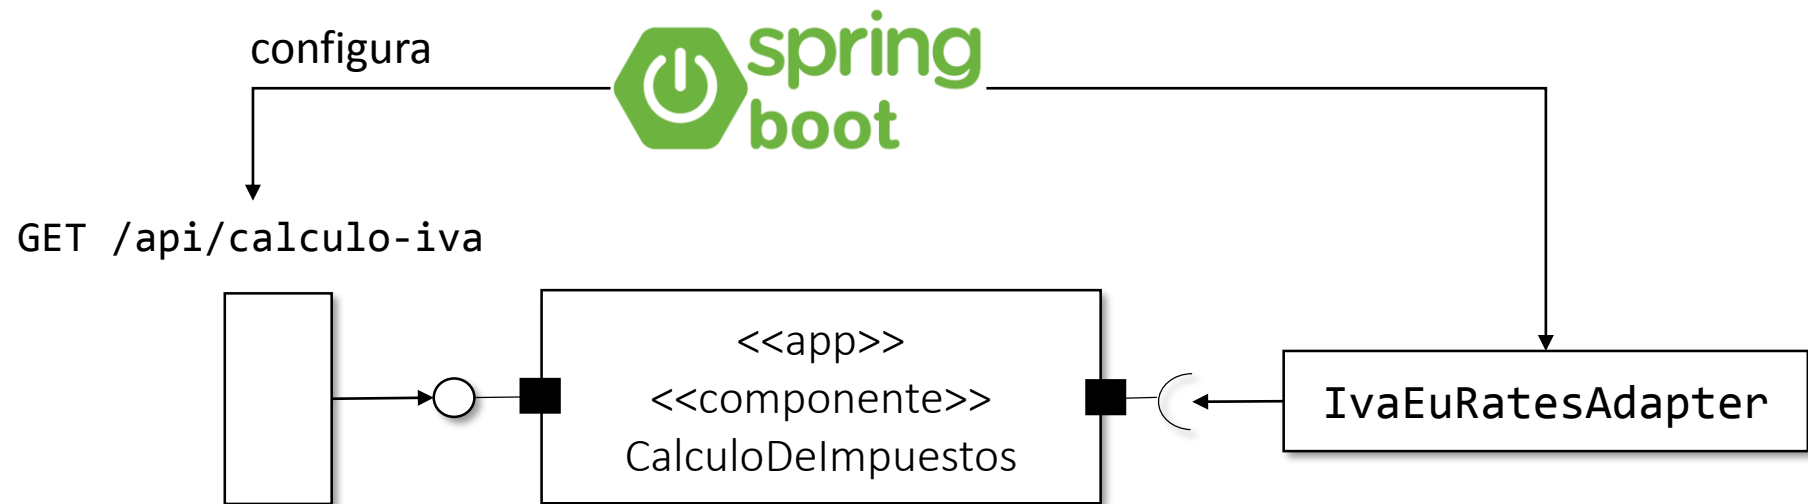 configura
spring
boot
GET /api/calculo-iva
<<app>>
<<componente>>
CalculoDeImpuestos
IvaEuRatesAdapter